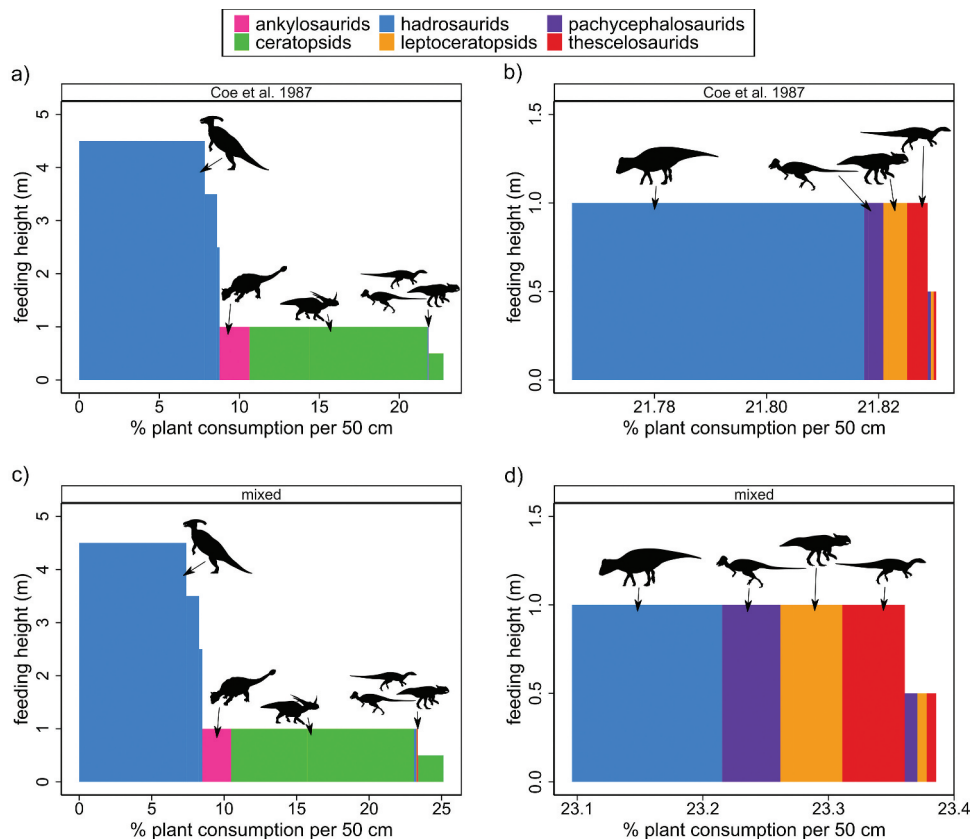 ankylosaurids hadrosaurids pachycephalosaurids
ceratopsids leptoceratopsids thescelosaurids
a)
Coe et al. 1987
5
4
3
2
1
0
feeding height (m)
0 5 10 15 20
% plant consumption per 50 cm
b)
Coe et al. 1987
1.5
1.0
0.5
0.0
feeding height (m)
21.78 21.80 21.82
% plant consumption per 50 cm
c)
mixed
5
4
3
2
1
0
feeding height (m)
0 5 10 15 20 25
% plant consumption per 50 cm
d)
mixed
1.5
1.0
0.5
0.0
feeding height (m)
23.1 23.2 23.3 23.4
% plant consumption per 50 cm